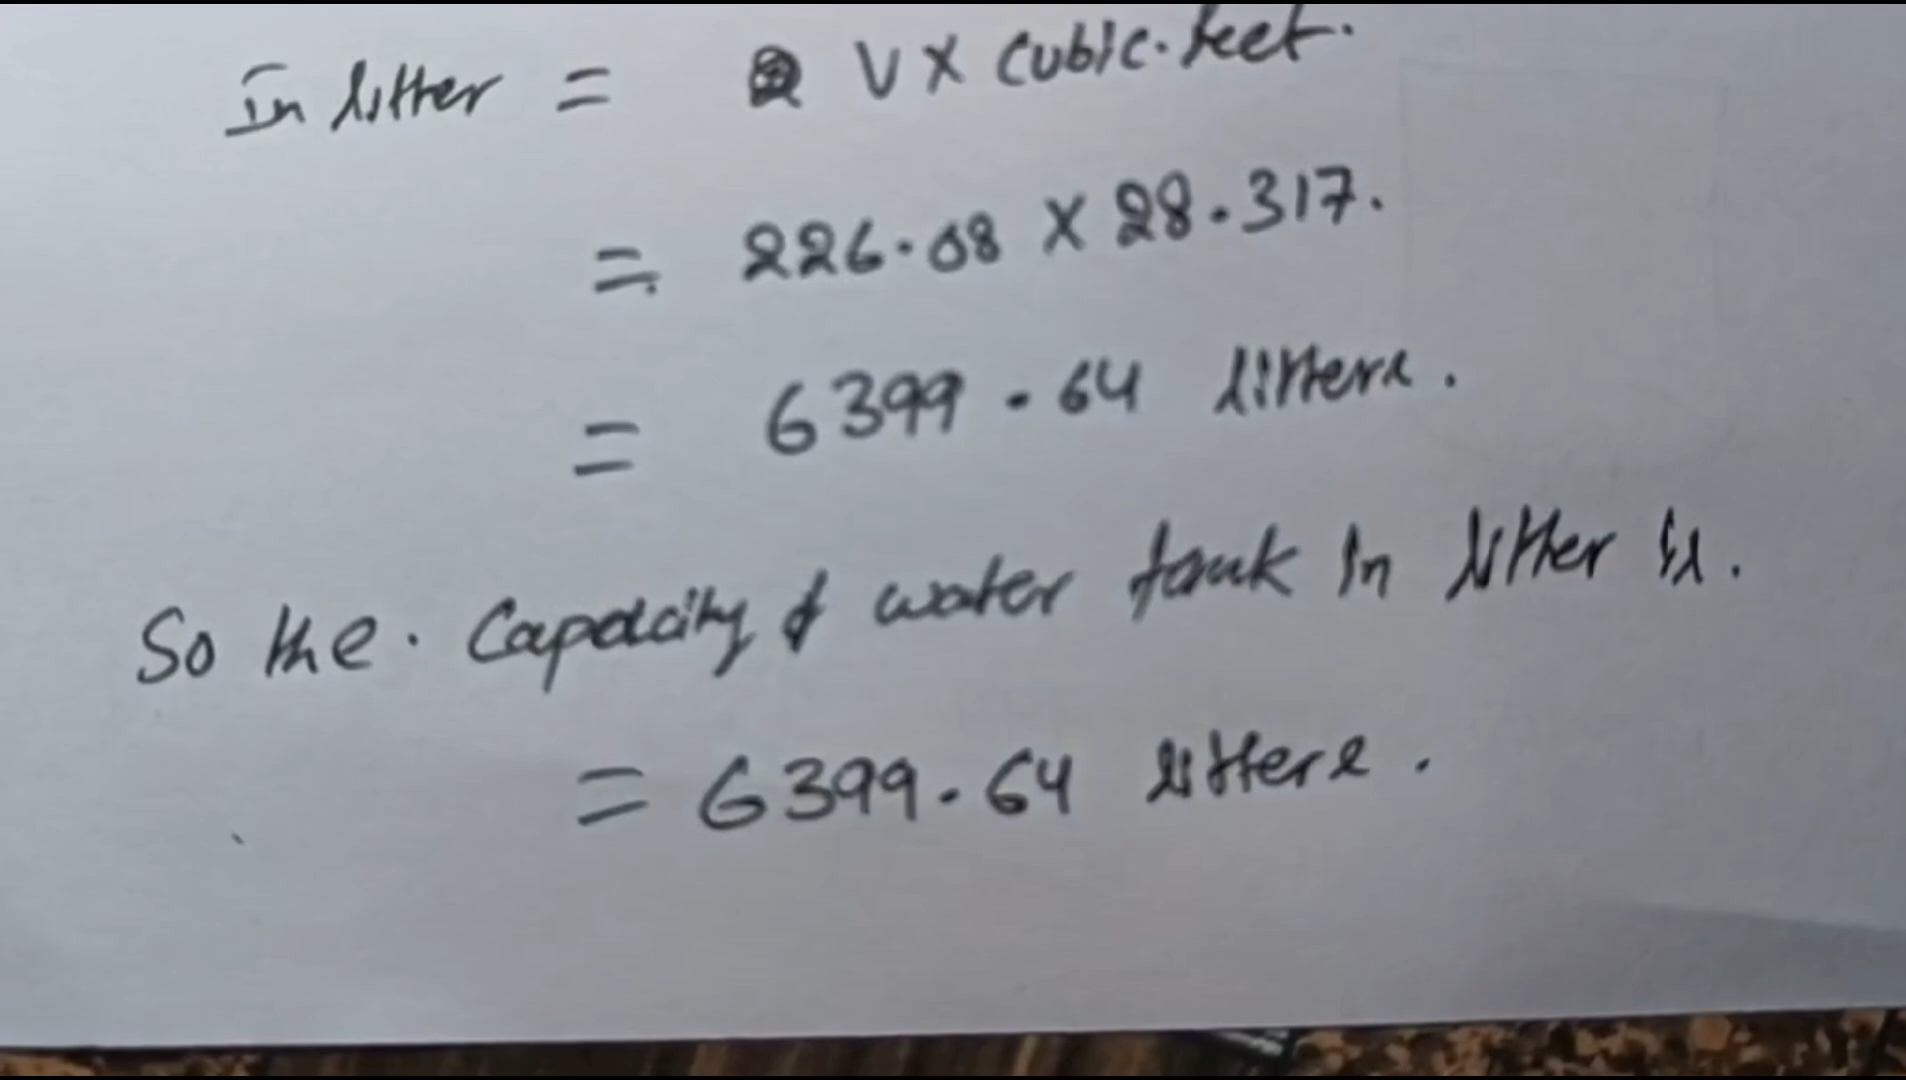 In litter = V X cubic.feet.
= 226.08 X 28.317.
= 6399.64 litters.
So the. Capacity of water tank in litter is.
= 6399.64 litters.